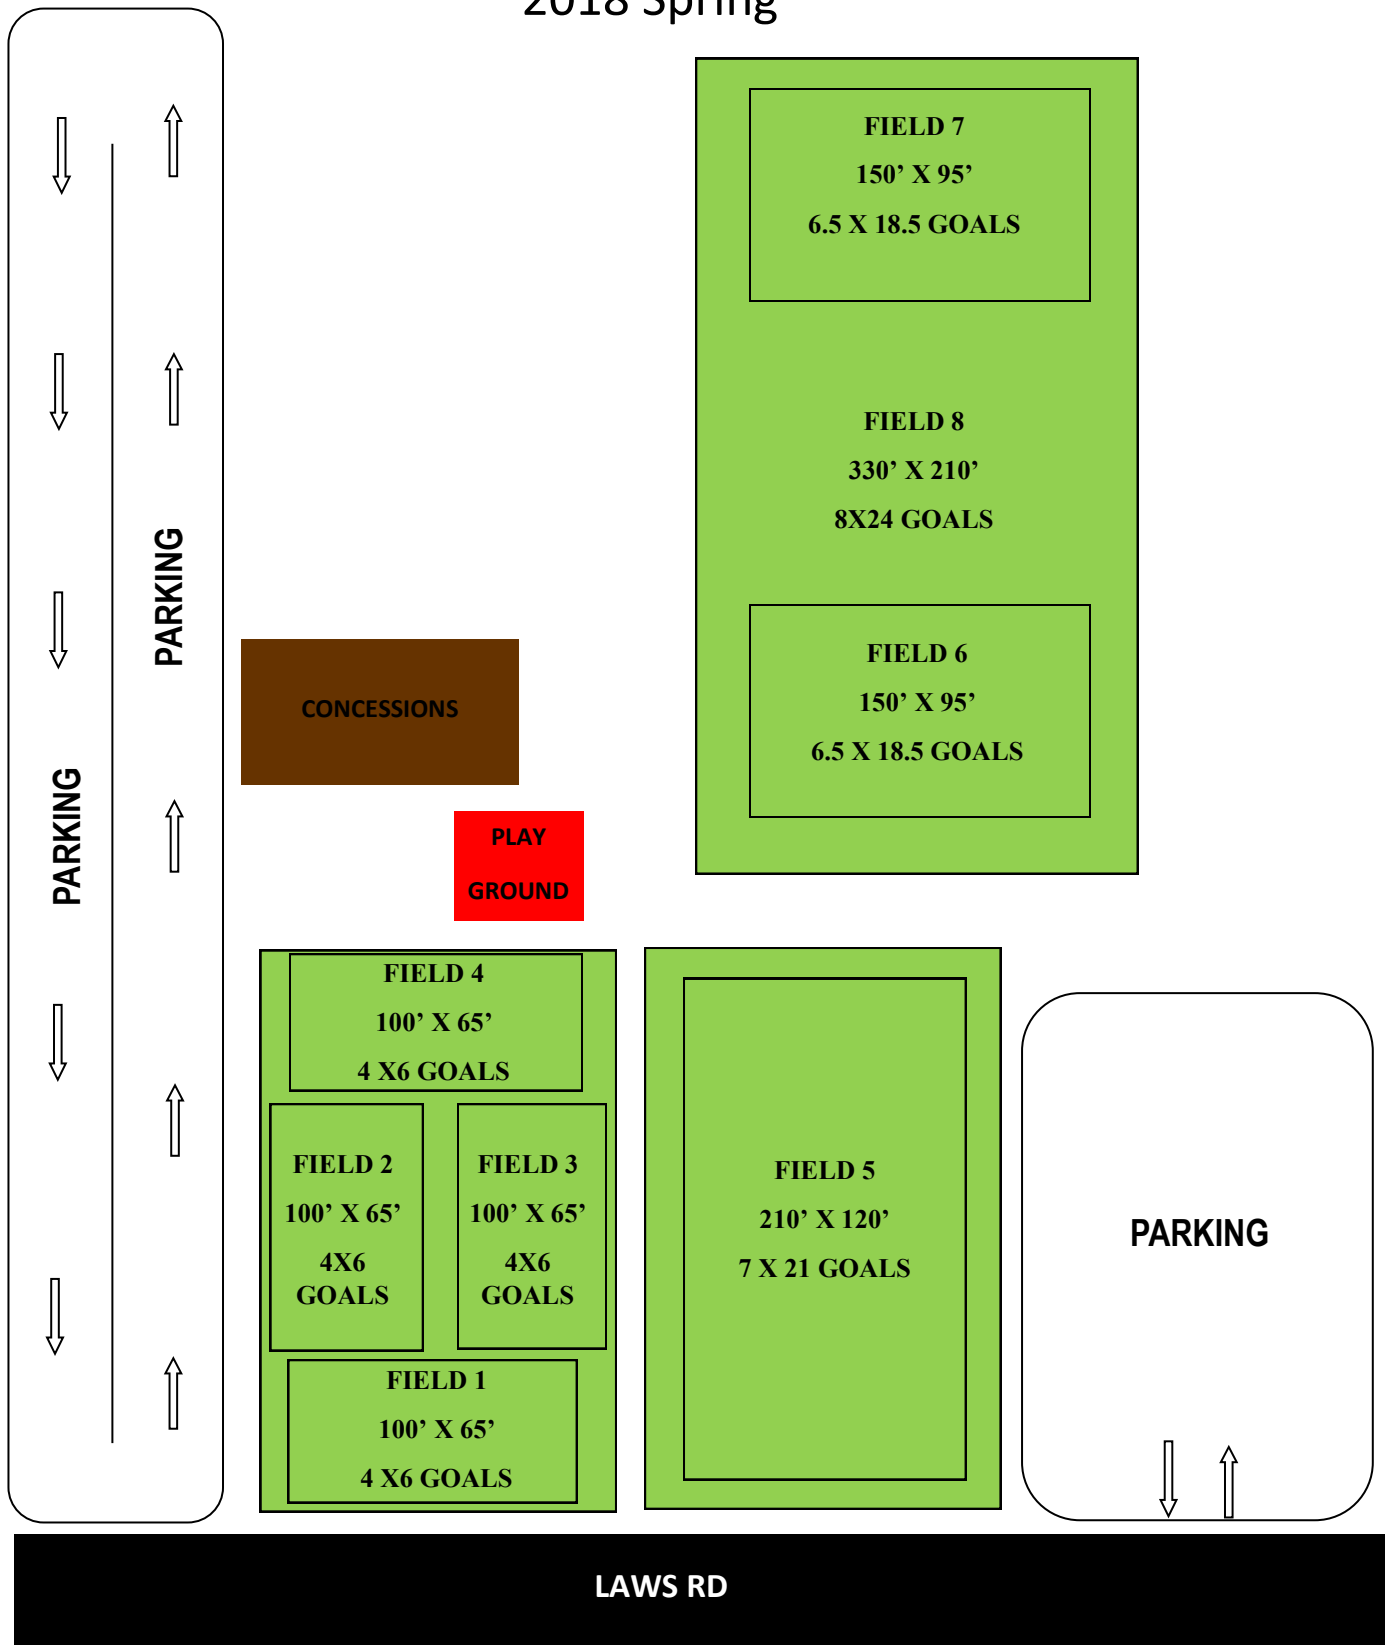 2018 Spring
FIELD 7
150’ X 95’
6.5 X 18.5 GOALS
FIELD 8
330’ X 210’
8X24 GOALS
PARKING
FIELD 6
150’ X 95’
6.5 X 18.5 GOALS
CONCESSIONS
PARKING
PLAY
GROUND
FIELD 4
100’ X 65’
4 X6 GOALS
FIELD 2
100’ X 65’
4X6
GOALS
FIELD 3
100’ X 65’
4X6
GOALS
FIELD 5
210’ X 120’
7 X 21 GOALS
PARKING
FIELD 1
100’ X 65’
4 X6 GOALS
LAWS RD